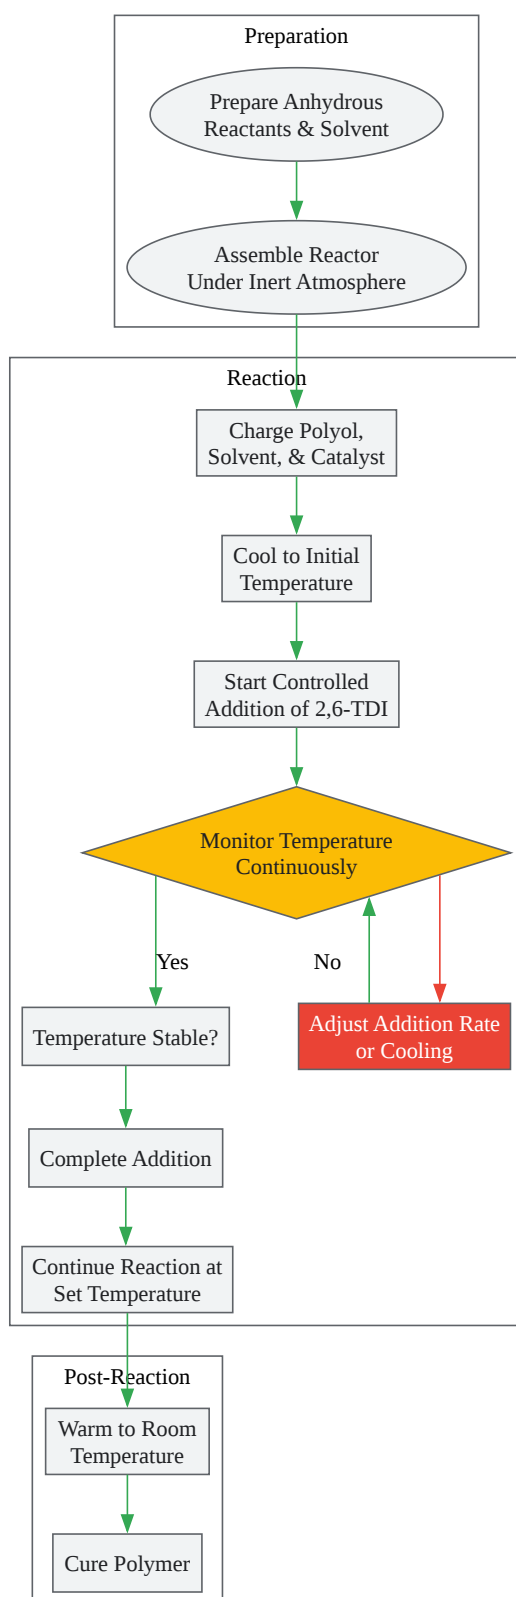 Preparation
Prepare Anhydrous
Reactants & Solvent
Assemble Reactor
Under Inert Atmosphere
Reaction
Charge Polyol,
Solvent, & Catalyst
Cool to Initial
Temperature
Start Controlled
Addition of 2,6-TDI
Monitor Temperature
Continuously
Yes
No
Temperature Stable?
Adjust Addition Rate
or Cooling
Complete Addition
Continue Reaction at
Set Temperature
Post-Reaction
Warm to Room
Temperature
Cure Polymer